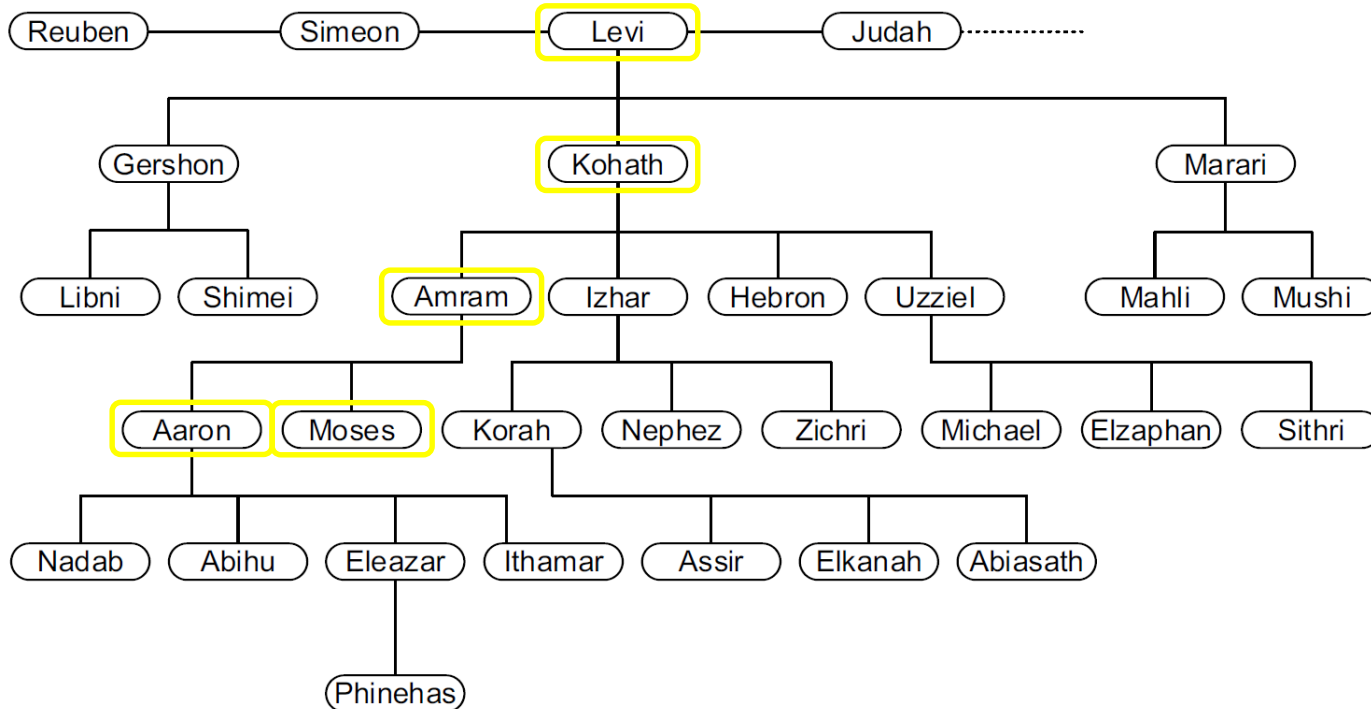 Reuben Simeon Levi Judah
Gershon Kohath Marari
Libni Shimei Amram Izhar Hebron Uzziel Mahli Mushi
Aaron Moses Korah Nephez Zichri Michael Elzaphan Sithri
Nadab Abihu Eleazar Ithamar Assir Elkanah Abiasath
Phinehas